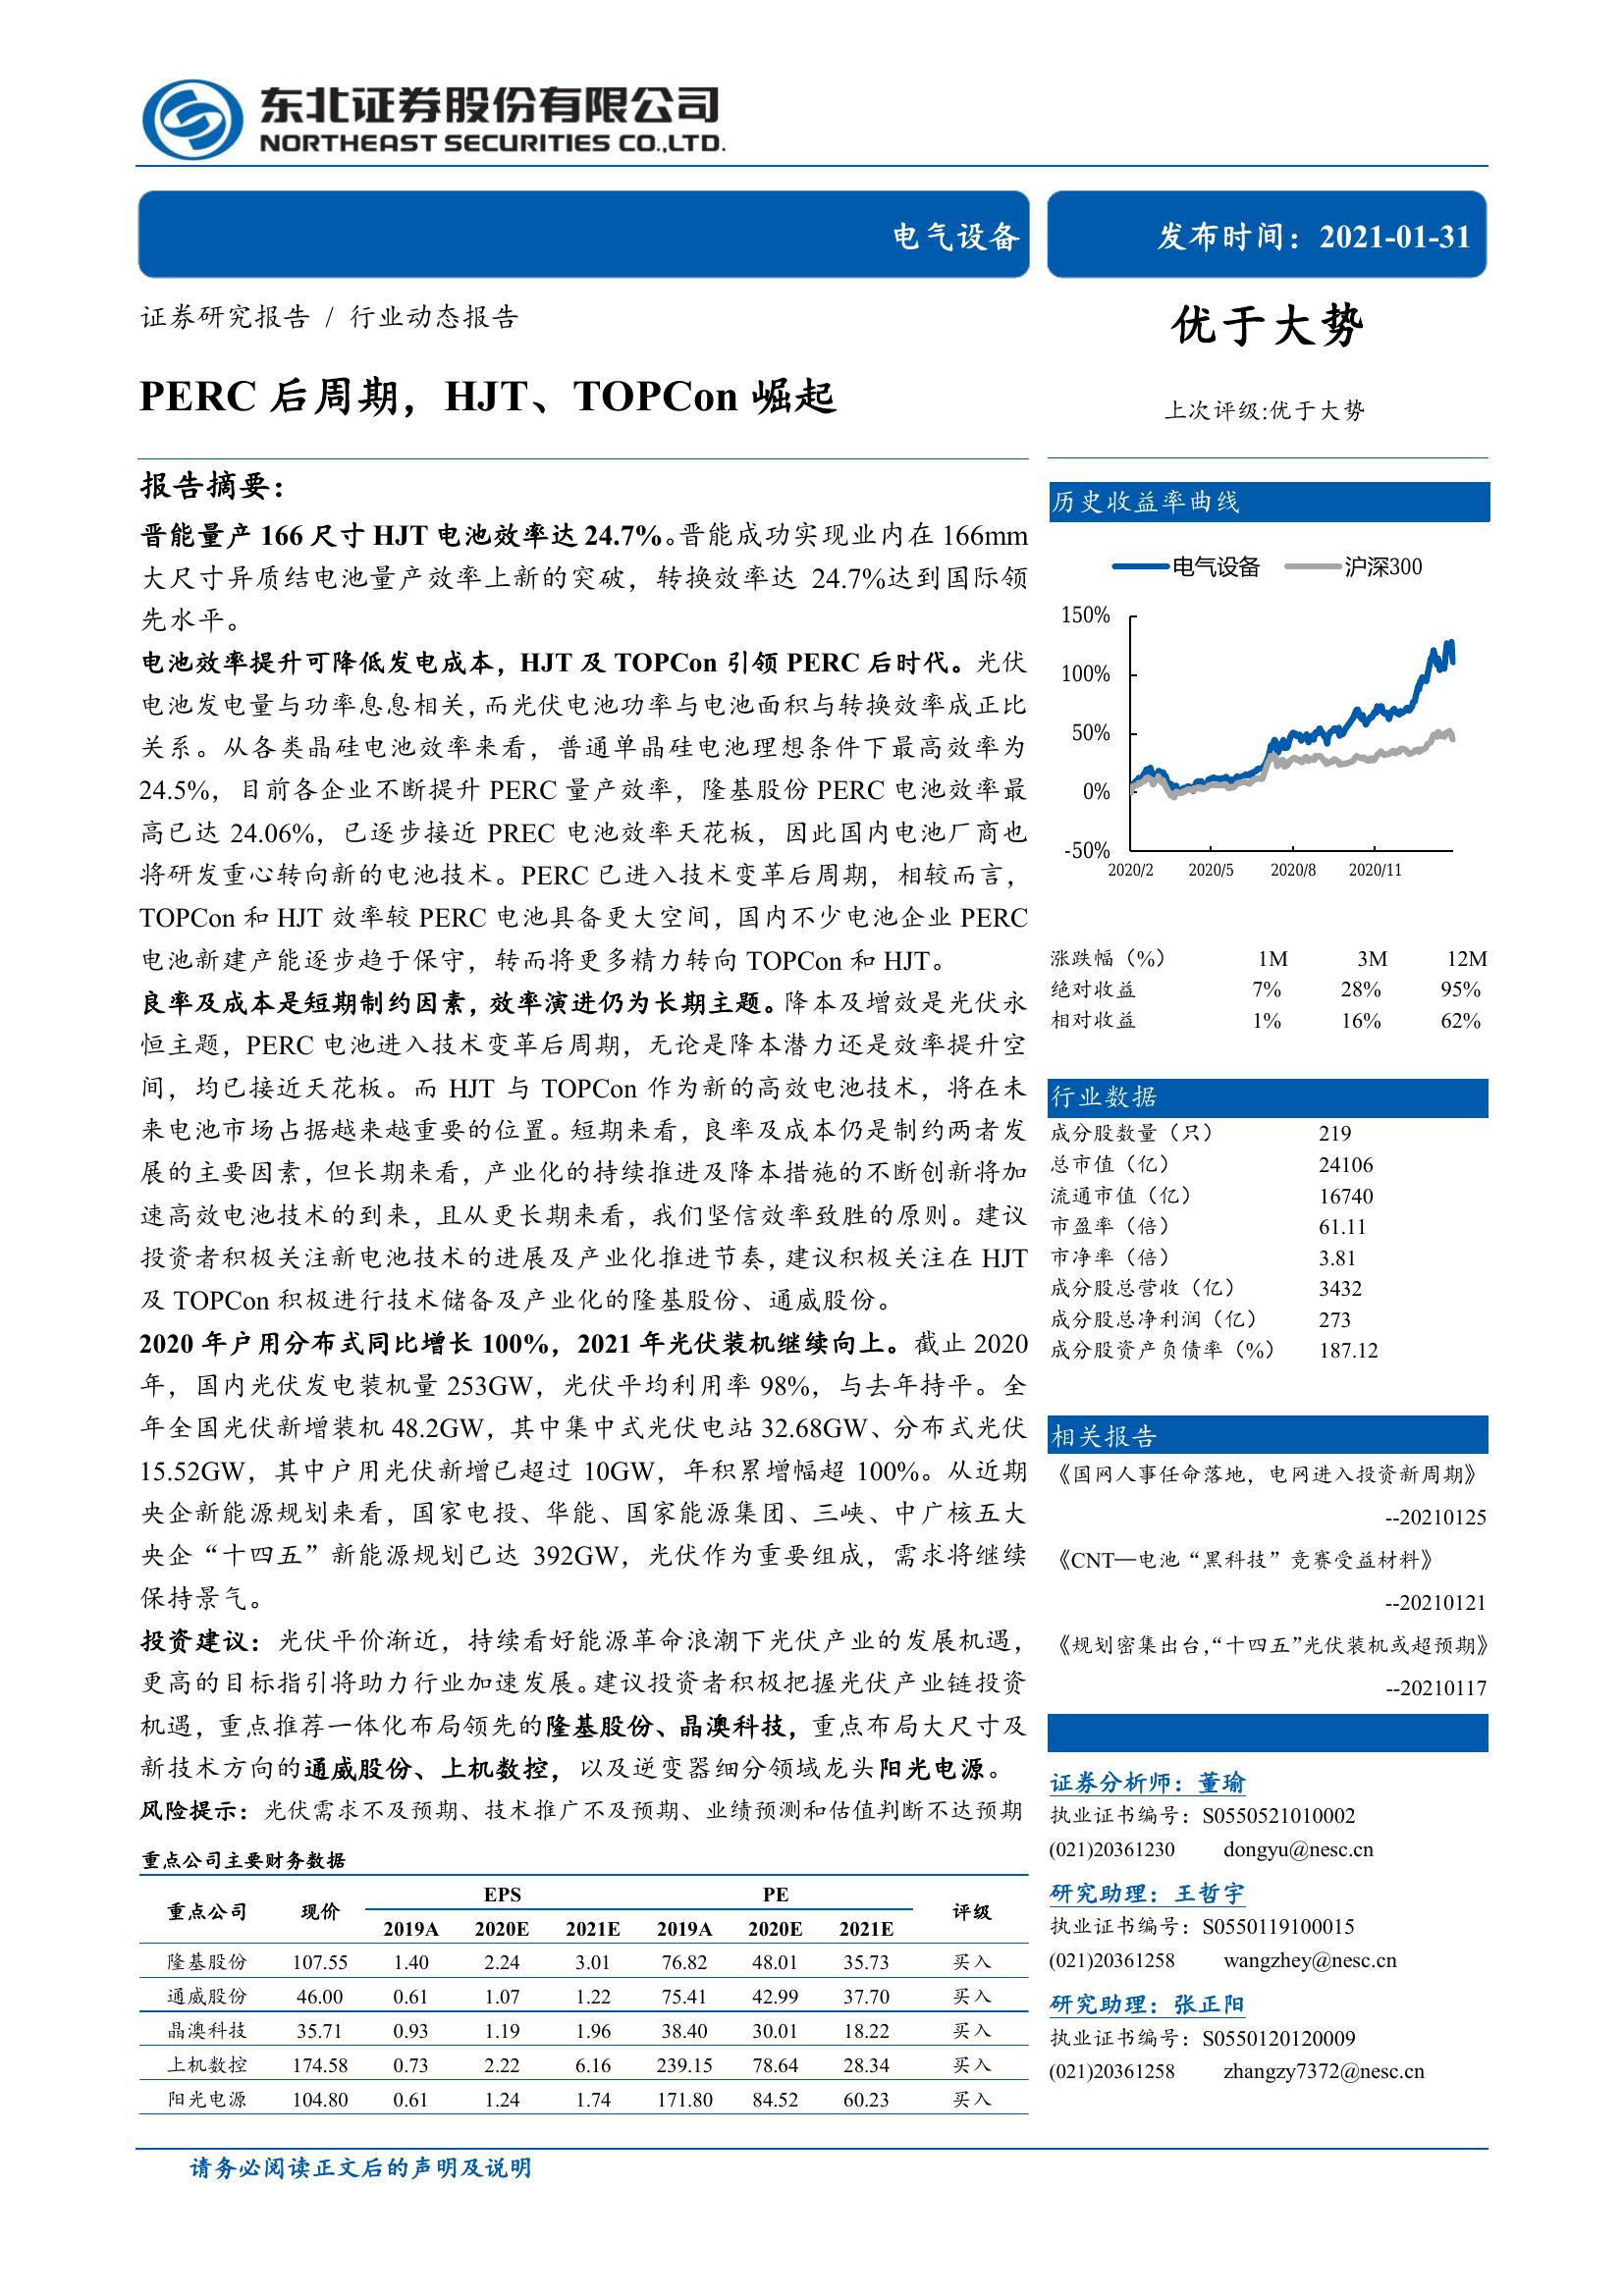 东北证券股份有限公司
NORTHEAST SECURITIES CO.,LTD.
电气设备
发布时间：2021-01-31
证券研究报告 / 行业动态报告
PERC 后周期，HJT、TOPCon 崛起
报告摘要：
晋能量产 166 尺寸 HJT 电池效率达 24.7%。晋能成功实现业内在 166mm
大尺寸异质结电池量产效率上新的突破，转换效率达 24.7%达到国际领
先水平。
电池效率提升可降低发电成本，HJT 及 TOPCon 引领 PERC 后时代。光伏
电池发电量与功率息息相关，而光伏电池功率与电池面积与转换效率成正比
关系。从各类晶硅电池效率来看，普通单晶硅电池理想条件下最高效率为
24.5%，目前各企业不断提升 PERC 量产效率，隆基股份 PERC 电池效率最
高已达 24.06%，已逐步接近 PREC 电池效率天花板，因此国内电池厂商也
将研发重心转向新的电池技术。PERC 已进入技术变革后周期，相较而言，
TOPCon 和 HJT 效率较 PERC 电池具备更大空间，国内不少电池企业 PERC
电池新建产能逐步趋于保守，转而将更多精力转向 TOPCon 和 HJT。
良率及成本是短期制约因素，效率演进仍为长期主题。降本及增效是光伏永
恒主题，PERC 电池进入技术变革后周期，无论是降本潜力还是效率提升空
间，均已接近天花板。而 HJT 与 TOPCon 作为新的高效电池技术，将在未
来电池市场占据越来越重要的位置。短期来看，良率及成本仍是制约两者发
展的主要因素，但长期来看，产业化的持续推进及降本措施的不断创新将加
速高效电池技术的到来，且从更长期来看，我们坚信效率致胜的原则。建议
投资者积极关注新电池技术的进展及产业化推进节奏，建议积极关注在 HJT
及 TOPCon 积极进行技术储备及产业化的隆基股份、通威股份。
2020 年户用分布式同比增长 100%，2021 年光伏装机继续向上。截止 2020
年，国内光伏发电装机量 253GW，光伏平均利用率 98%，与去年持平。全
年全国光伏新增装机 48.2GW，其中集中式光伏电站 32.68GW、分布式光伏
15.52GW，其中户用光伏新增已超过 10GW，年积累增幅超 100%。从近期
央企新能源规划来看，国家电投、华能、国家能源集团、三峡、中广核五大
央企“十四五”新能源规划已达 392GW，光伏作为重要组成，需求将继续
保持景气。
投资建议：光伏平价渐近，持续看好能源革命浪潮下光伏产业的发展机遇，
更高的目标指引将助力行业加速发展。建议投资者积极把握光伏产业链投资
机遇，重点推荐一体化布局领先的隆基股份、晶澳科技，重点布局大尺寸及
新技术方向的通威股份、上机数控，以及逆变器细分领域龙头阳光电源。
风险提示：光伏需求不及预期、技术推广不及预期、业绩预测和估值判断不达预期
重点公司主要财务数据
重点公司 现价 EPS PE 评级
2019A 2020E 2021E 2019A 2020E 2021E
隆基股份 107.55 1.40 2.24 3.01 76.82 48.01 35.73 买入
通威股份 46.00 0.61 1.07 1.22 75.41 42.99 37.70 买入
晶澳科技 35.71 0.93 1.19 1.96 38.40 30.01 18.22 买入
上机数控 174.58 0.73 2.22 6.16 239.15 78.64 28.34 买入
阳光电源 104.80 0.61 1.24 1.74 171.80 84.52 60.23 买入
优于大势
上次评级:优于大势
历史收益率曲线
电气设备 沪深300
150%
100%
50%
0%
-50%
2020/2 2020/5 2020/8 2020/11
涨跌幅（%） 1M 3M 12M
绝对收益 7% 28% 95%
相对收益 1% 16% 62%
行业数据
成分股数量（只） 219
总市值（亿） 24106
流通市值（亿） 16740
市盈率（倍） 61.11
市净率（倍） 3.81
成分股总营收（亿） 3432
成分股总净利润（亿） 273
成分股资产负债率（%） 187.12
相关报告
《国网人事任命落地，电网进入投资新周期》
--20210125
《CNT—电池“黑科技”竞赛受益材料》
--20210121
《规划密集出台，“十四五”光伏装机或超预期》
--20210117
证券分析师：董瑜
执业证书编号：S0550521010002
(021)20361230 dongyu@nesc.cn
研究助理：王哲宇
执业证书编号：S0550119100015
(021)20361258 wangzhey@nesc.cn
研究助理：张正阳
执业证书编号：S0550120120009
(021)20361258 zhangzy7372@nesc.cn
请务必阅读正文后的声明及说明